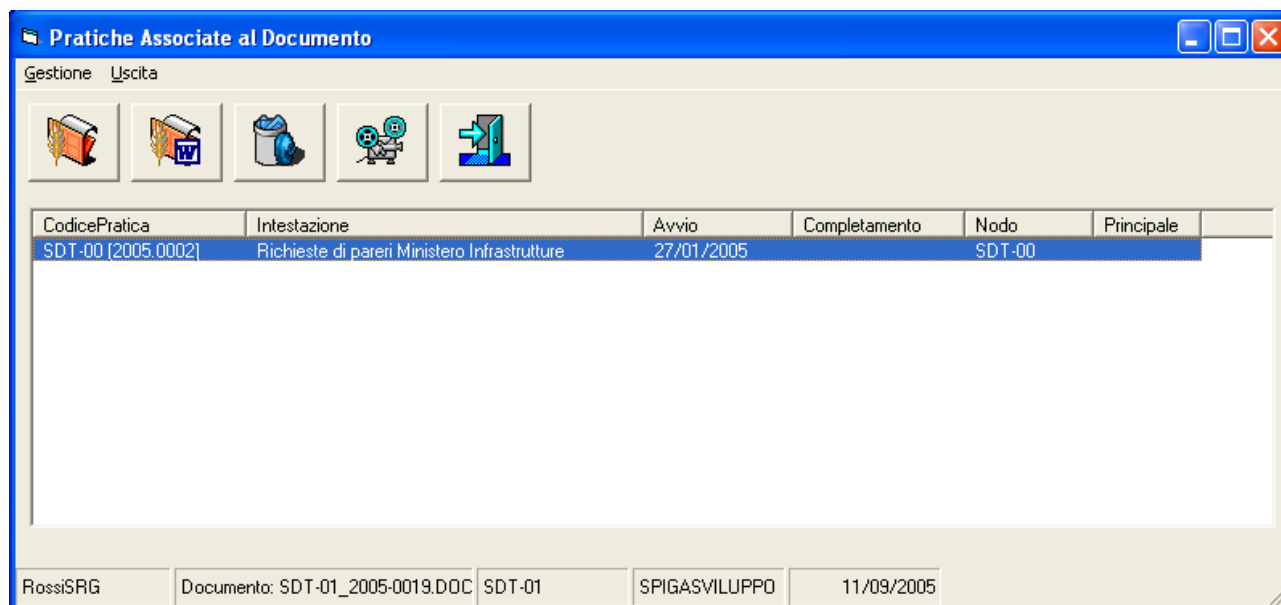 Pratiche Associate al Documento
Gestione Uscita
W
CodicePratica Intestazione Avvio Completamento Nodo Principale
SDT-00 [2005.0002] Richieste di pareri Ministero Infrastrutture 27/01/2005 SDT-00
RossiSRG Documento: SDT-01_2005-0019.DOC SDT-01 SPIGASVILUPPO 11/09/2005